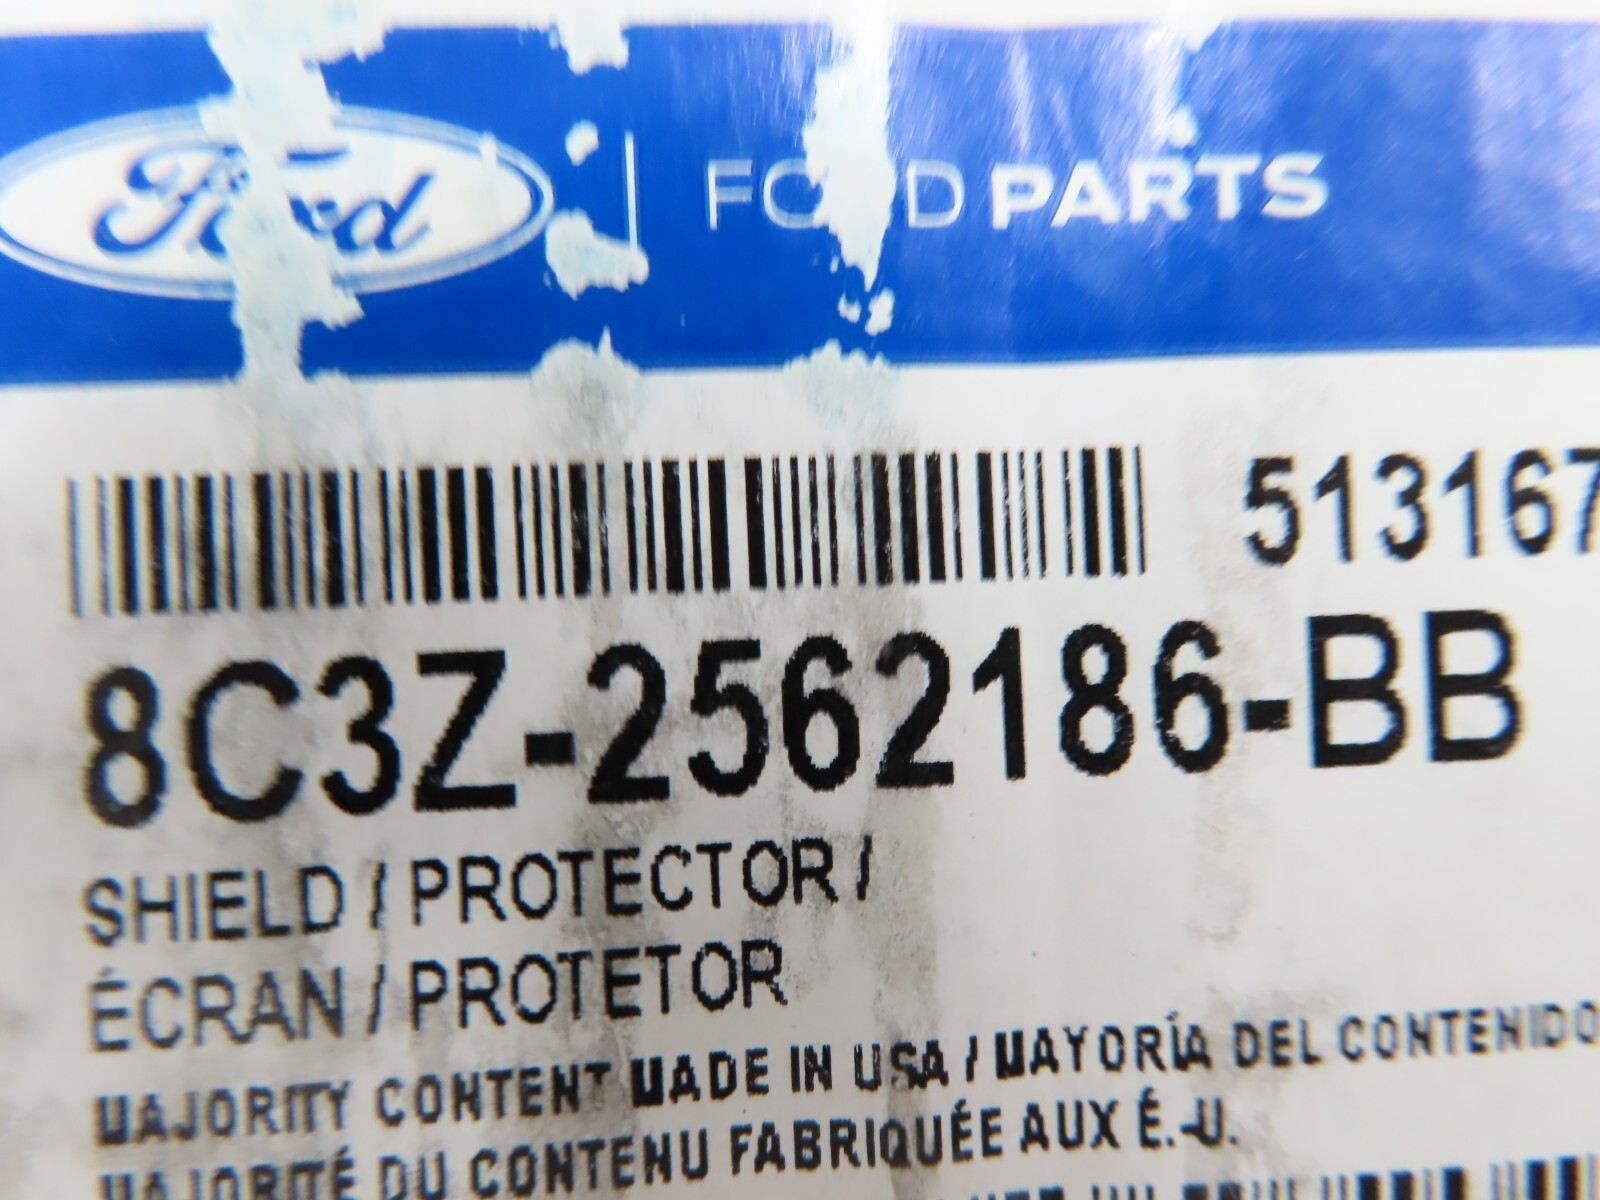 Ford | FORD PARTS
513167
8C3Z-2562186-BB
SHIELD / PROTECTOR /
ÉCRAN / PROTETOR
MAJORITY CONTENT MADE IN USA / MAYORÍA DEL CONTENIDO
MAJORITÉ DU CONTENU FABRIQUÉE AUX É.-U.